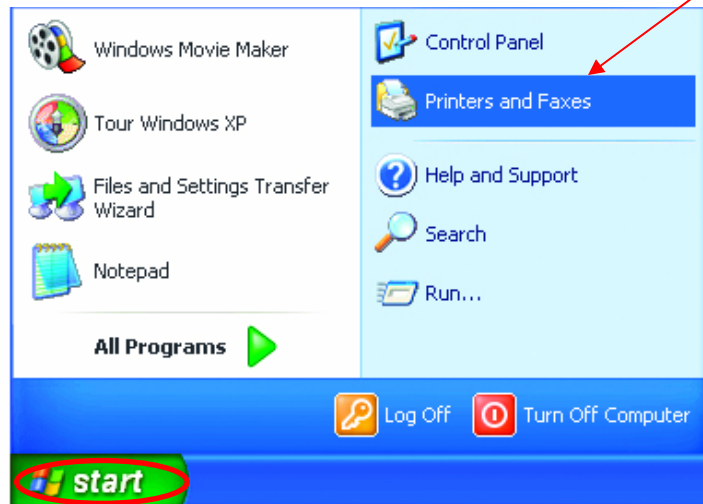 Windows Movie Maker
Tour Windows XP
Files and Settings Transfer
Wizard
Notepad
All Programs
Control Panel
Printers and Faxes
Help and Support
Search
Run...
Log Off
Turn Off Computer
start